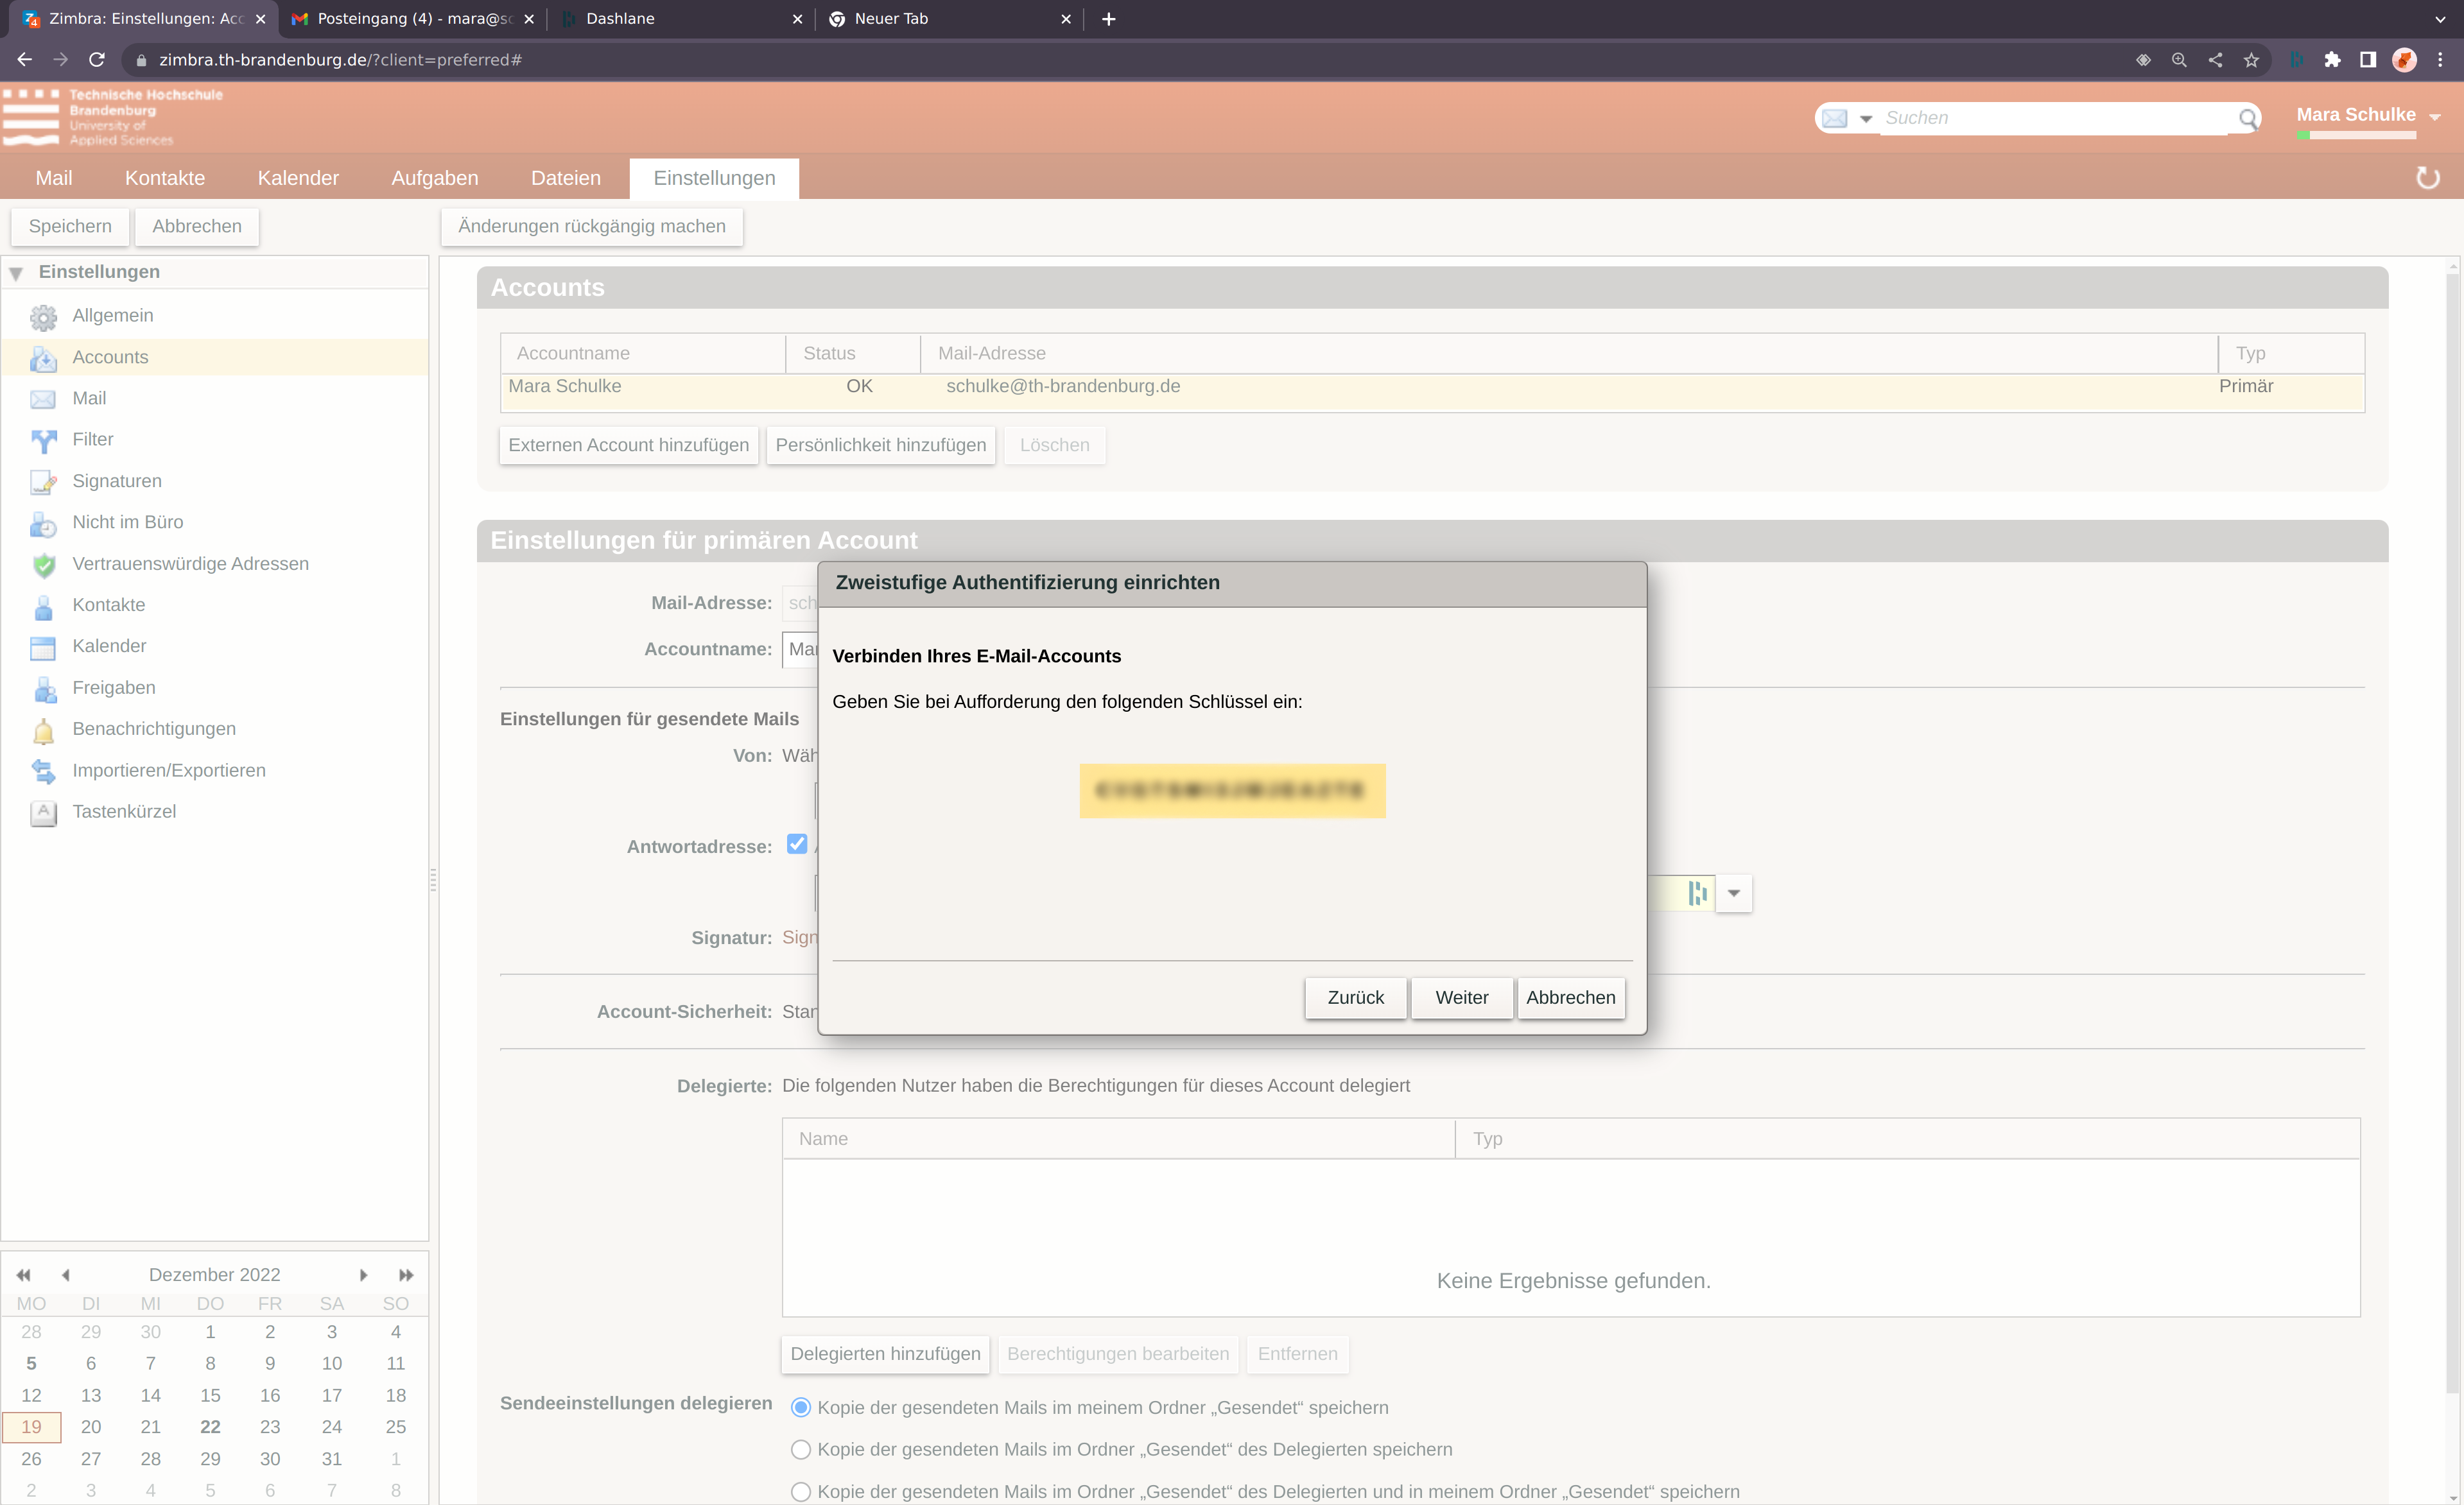 Zimbra: Einstellungen: Acc
Posteingang (4) - mara@sc
Dashlane
Neuer Tab
zimbra.th-brandenburg.de/?client=preferred#
Technische Hochschule
Brandenburg
University of
Applied Sciences
Suchen
Mara Schulke
Mail
Kontakte
Kalender
Aufgaben
Dateien
Einstellungen
Speichern
Abbrechen
Änderungen rückgängig machen
Einstellungen
Allgemein
Accounts
Mail
Filter
Signaturen
Nicht im Büro
Vertrauenswürdige Adressen
Kontakte
Kalender
Freigaben
Benachrichtigungen
Importieren/Exportieren
Tastenkürzel
Dezember 2022
MO DI MI DO FR SA SO
28 29 30 1 2 3 4
5 6 7 8 9 10 11
12 13 14 15 16 17 18
19 20 21 22 23 24 25
26 27 28 29 30 31 1
2 3 4 5 6 7 8
Accounts
Accountname Status Mail-Adresse Typ
Mara Schulke OK schulke@th-brandenburg.de Primär
Externen Account hinzufügen
Persönlichkeit hinzufügen
Löschen
Einstellungen für primären Account
Mail-Adresse: sch
Accountname: Mar
Einstellungen für gesendete Mails
Von: Wäh
Antwortadresse:
Signatur: Sign
Account-Sicherheit: Stan
Zweistufige Authentifizierung einrichten
Verbinden Ihres E-Mail-Accounts
Geben Sie bei Aufforderung den folgenden Schlüssel ein:
Zurück
Weiter
Abbrechen
Delegierte: Die folgenden Nutzer haben die Berechtigungen für dieses Account delegiert
Name Typ
Keine Ergebnisse gefunden.
Delegierten hinzufügen
Berechtigungen bearbeiten
Entfernen
Sendeeinstellungen delegieren
Kopie der gesendeten Mails im meinem Ordner „Gesendet“ speichern
Kopie der gesendeten Mails im Ordner „Gesendet“ des Delegierten speichern
Kopie der gesendeten Mails im Ordner „Gesendet“ des Delegierten und in meinem Ordner „Gesendet“ speichern